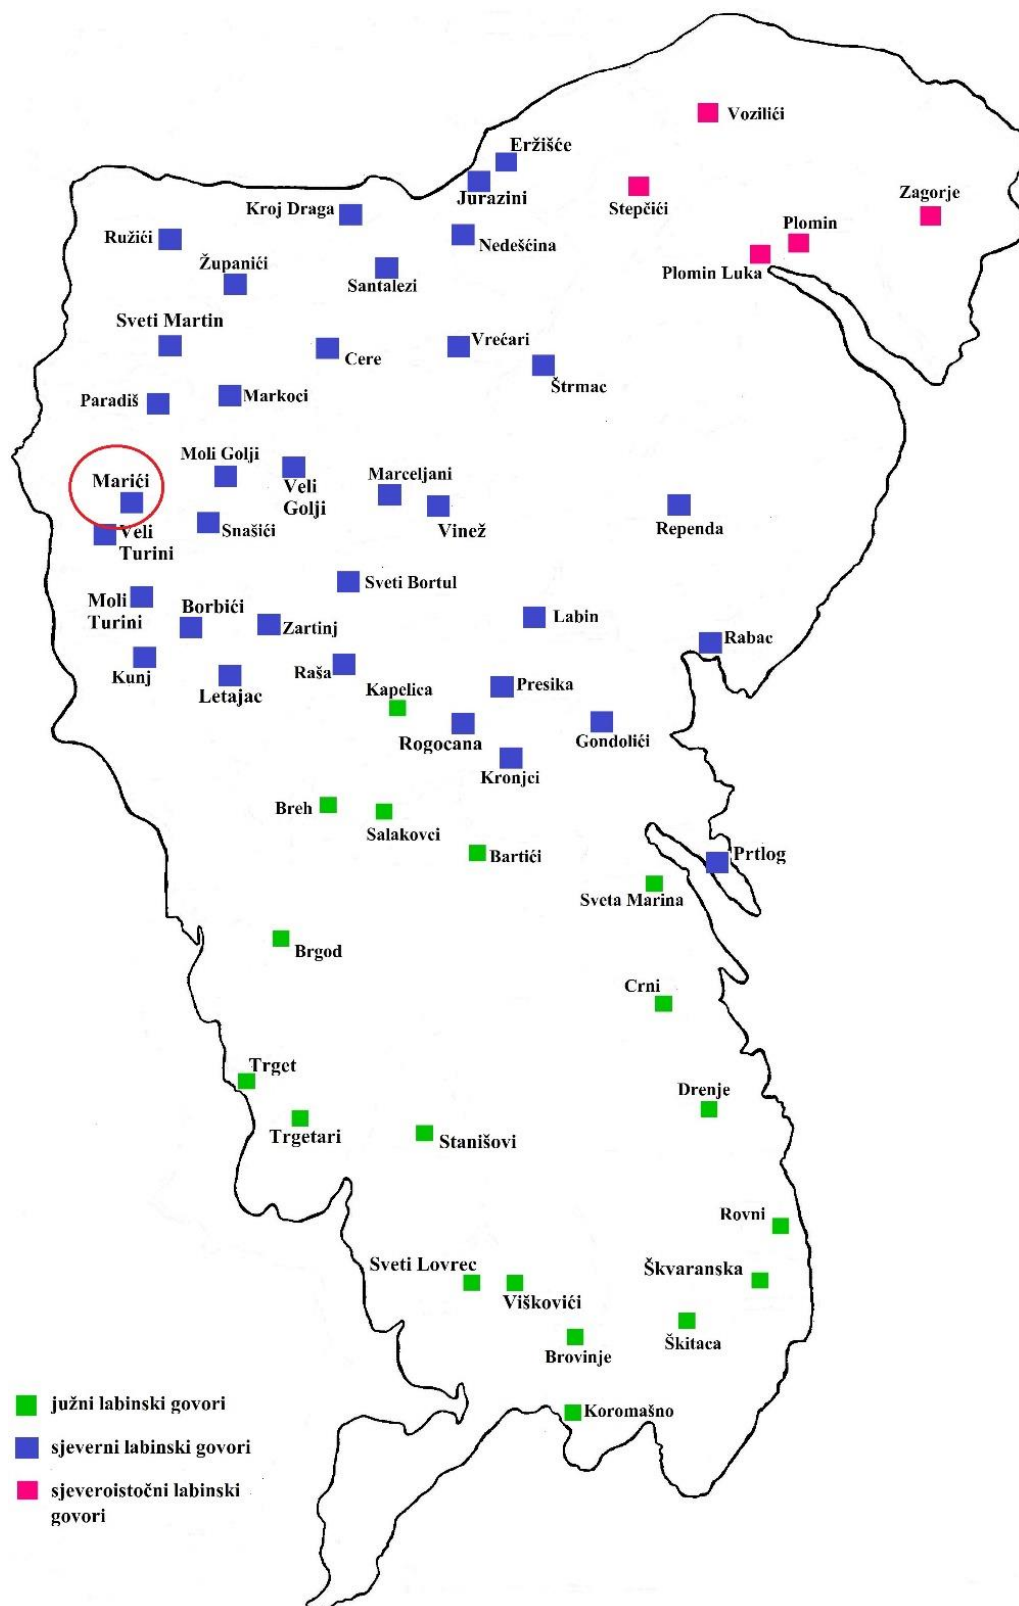 Vozilići
Eržišće
Jurazini
Stepčići
Zagorje
Kroj Draga
Nedešćina
Plomin
Ružići
Plomin Luka
Županići
Santalezi
Sveti Martin
Vrećari
Cere
Štrmac
Paradiš
Markoci
Moli Golji
Marceljani
Marići
Veli
Golji
Snašići
Vinež
Rependa
Veli
Turini
Sveti Bortul
Moli
Turini
Borbići
Zartinj
Labin
Rabac
Kunj
Raša
Letajac
Kapelica
Presika
Rogocana
Gondolići
Kronjci
Breh
Salakovci
Bartići
Prtlog
Sveta Marina
Brgod
Crni
Trget
Drenje
Trgetari
Stanišovi
Rovni
Sveti Lovrec
Škvaranska
Viškovići
Škitaca
Brovinje
Koromašno
južni labinski govori
sjeverni labinski govori
sjeveroistočni labinski
govori